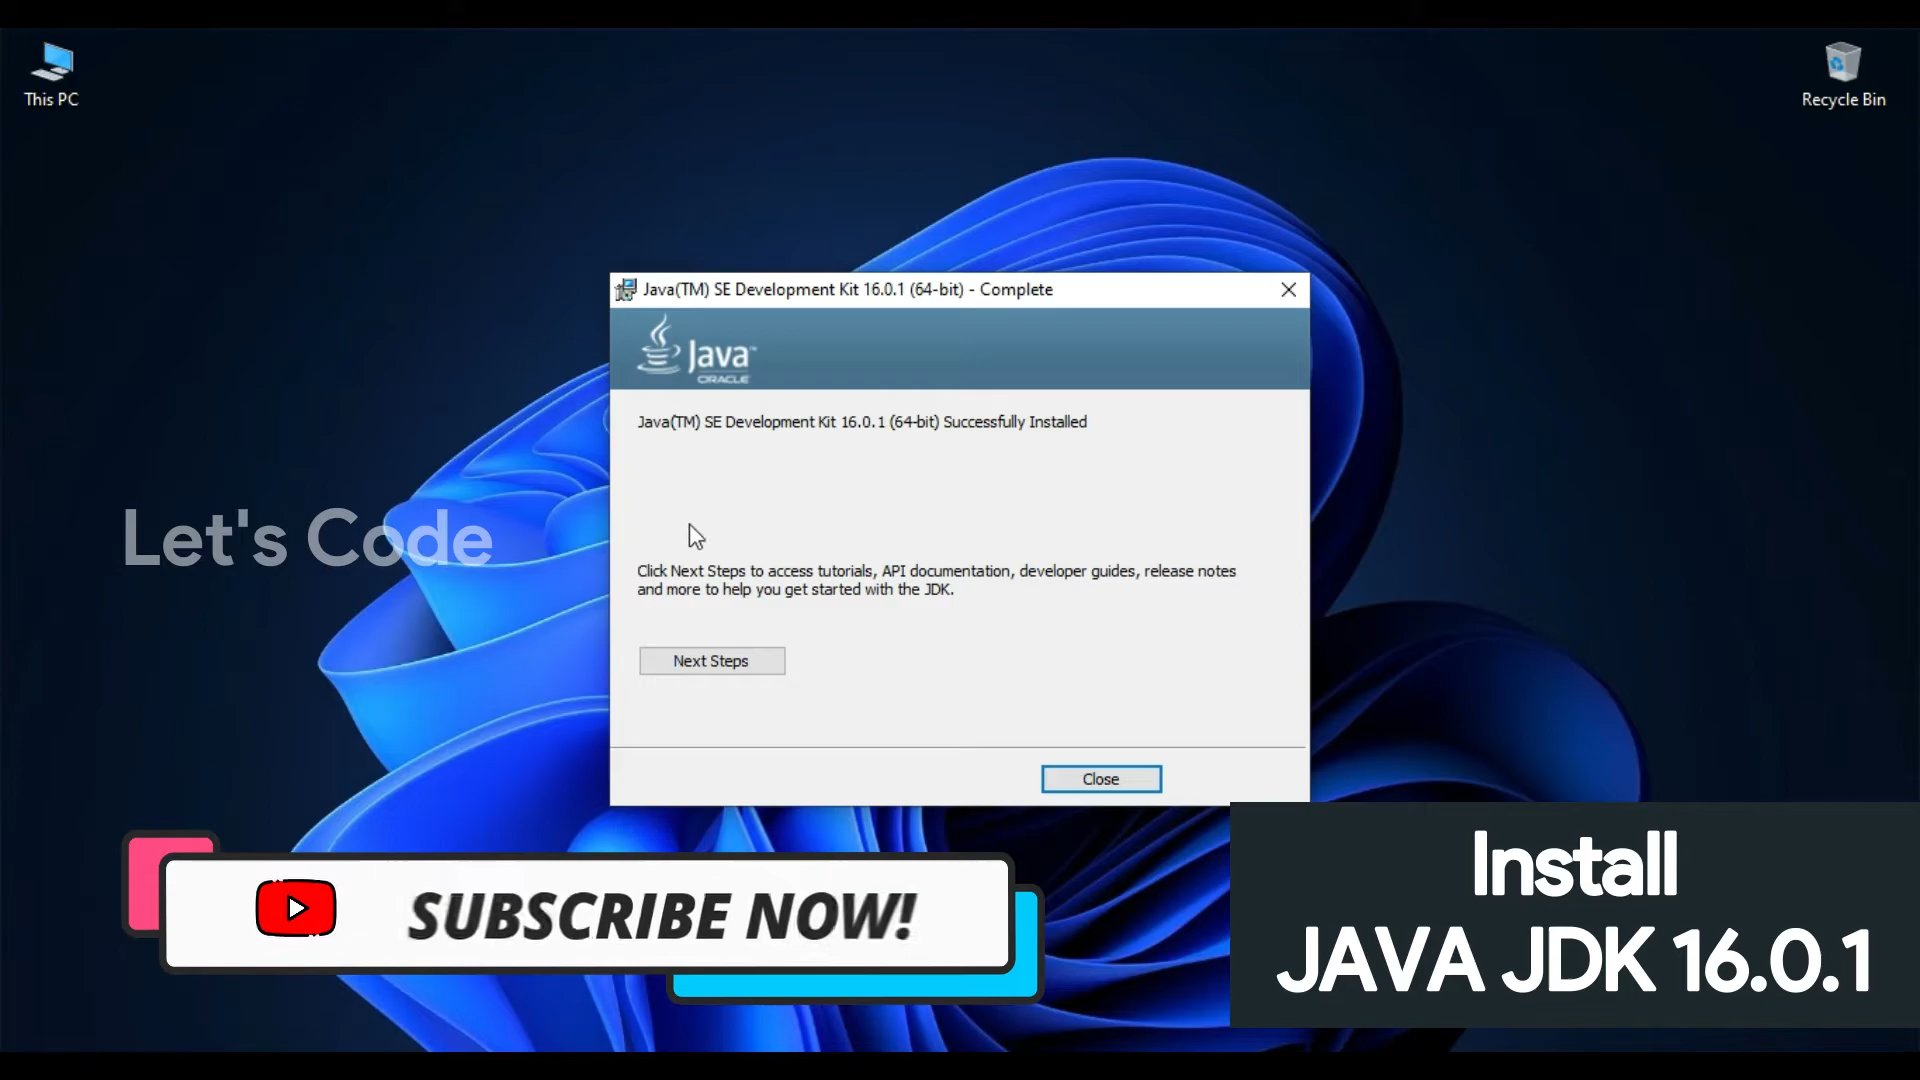 This PC
Recycle Bin
Java(TM) SE Development Kit 16.0.1 (64-bit) - Complete
Java™
ORACLE
Java(TM) SE Development Kit 16.0.1 (64-bit) Successfully Installed
Let's Code
Click Next Steps to access tutorials, API documentation, developer guides, release notes
and more to help you get started with the JDK.
Next Steps
Close
SUBSCRIBE NOW!
Install
JAVA JDK 16.0.1